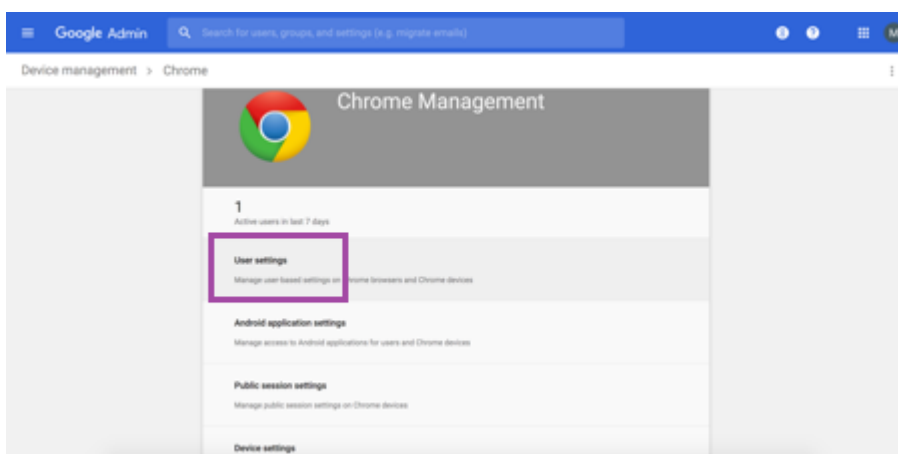 Google Admin
Search for users, groups, and settings (e.g. migrate emails)
M
Device management > Chrome
Chrome Management
1
Active users in last 7 days
User settings
Manage user-based settings on Chrome browsers and Chrome devices
Android application settings
Manage access to Android applications for users and Chrome devices
Public session settings
Manage public session settings on Chrome devices
Device settings